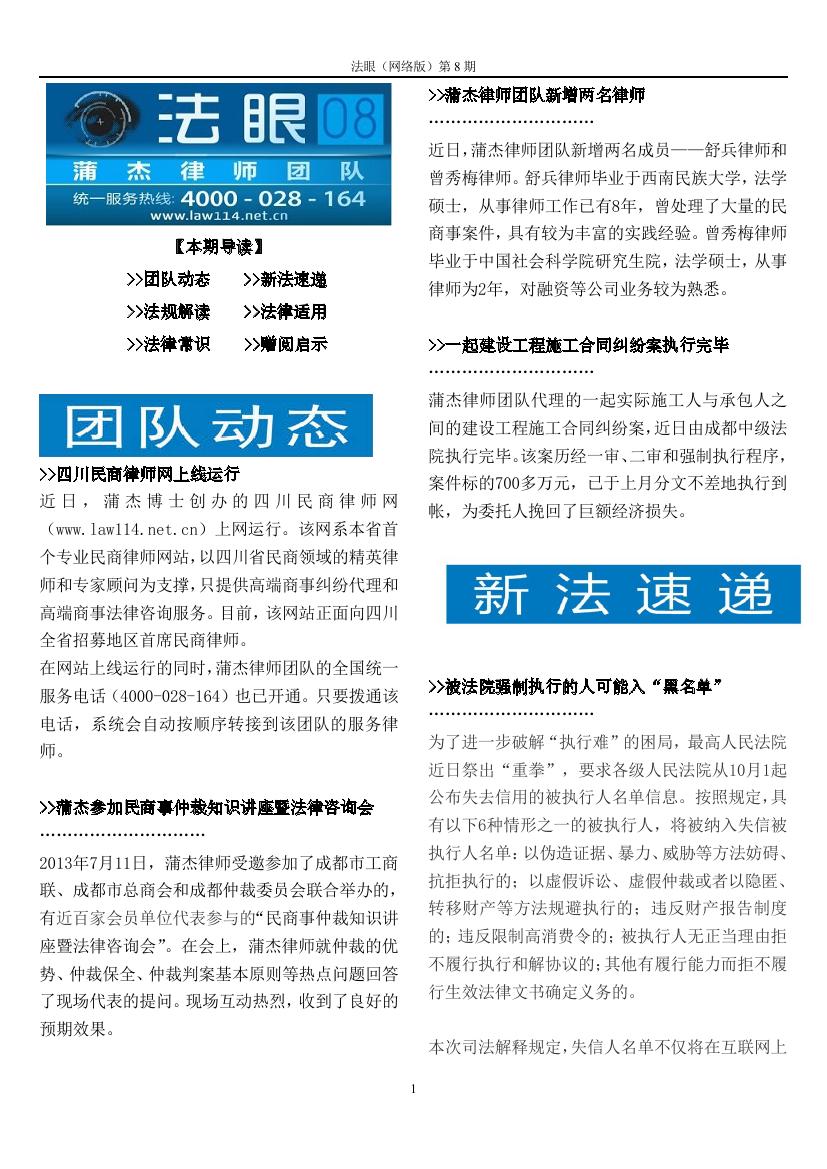 法眼（网络版）第 8 期
法眼 08
蒲杰律师团队
统一服务热线: 4000 - 028 - 164
www.law114.net.cn
〖本期导读〗
>>团队动态 >>新法速递
>>法规解读 >>法律适用
>>法律常识 >>赠阅启示
团队动态
>>四川民商律师网上线运行
近日，蒲杰博士创办的四川民商律师网
（www.law114.net.cn）上网运行。该网系本省首
个专业民商律师网站，以四川省民商领域的精英律
师和专家顾问为支撑，只提供高端商事纠纷代理和
高端商事法律咨询服务。目前，该网站正面向四川
全省招募地区首席民商律师。
在网站上线运行的同时，蒲杰律师团队的全国统一
服务电话（4000-028-164）也已开通。只要拨通该
电话，系统会自动按顺序转接到该团队的服务律
师。
>>蒲杰参加民商事仲裁知识讲座暨法律咨询会
…………………………
2013年7月11日，蒲杰律师受邀参加了成都市工商
联、成都市总商会和成都仲裁委员会联合举办的，
有近百家会员单位代表参与的“民商事仲裁知识讲
座暨法律咨询会”。在会上，蒲杰律师就仲裁的优
势、仲裁保全、仲裁判案基本原则等热点问题回答
了现场代表的提问。现场互动热烈，收到了良好的
预期效果。
>>蒲杰律师团队新增两名律师
…………………………
近日，蒲杰律师团队新增两名成员——舒兵律师和
曾秀梅律师。舒兵律师毕业于西南民族大学，法学
硕士，从事律师工作已有8年，曾处理了大量的民
商事案件，具有较为丰富的实践经验。曾秀梅律师
毕业于中国社会科学院研究生院，法学硕士，从事
律师为2年，对融资等公司业务较为熟悉。
>>一起建设工程施工合同纠纷案执行完毕
…………………………
蒲杰律师团队代理的一起实际施工人与承包人之
间的建设工程施工合同纠纷案，近日由成都中级法
院执行完毕。该案历经一审、二审和强制执行程序，
案件标的700多万元，已于上月分文不差地执行到
帐，为委托人挽回了巨额经济损失。
新法速递
>>被法院强制执行的人可能入“黑名单”
…………………………
为了进一步破解“执行难”的困局，最高人民法院
近日祭出“重拳”，要求各级人民法院从10月1起
公布失去信用的被执行人名单信息。按照规定，具
有以下6种情形之一的被执行人，将被纳入失信被
执行人名单：以伪造证据、暴力、威胁等方法妨碍、
抗拒执行的；以虚假诉讼、虚假仲裁或者以隐匿、
转移财产等方法规避执行的；违反财产报告制度
的；违反限制高消费令的；被执行人无正当理由拒
不履行执行和解协议的；其他有履行能力而拒不履
行生效法律文书确定义务的。
本次司法解释规定，失信人名单不仅将在互联网上
1